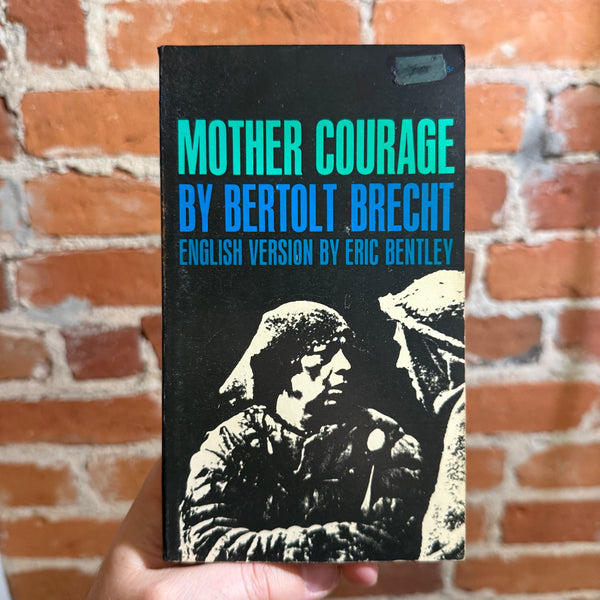 MOTHER COURAGE
BY BERTOLT BRECHT
ENGLISH VERSION BY ERIC BENTLEY